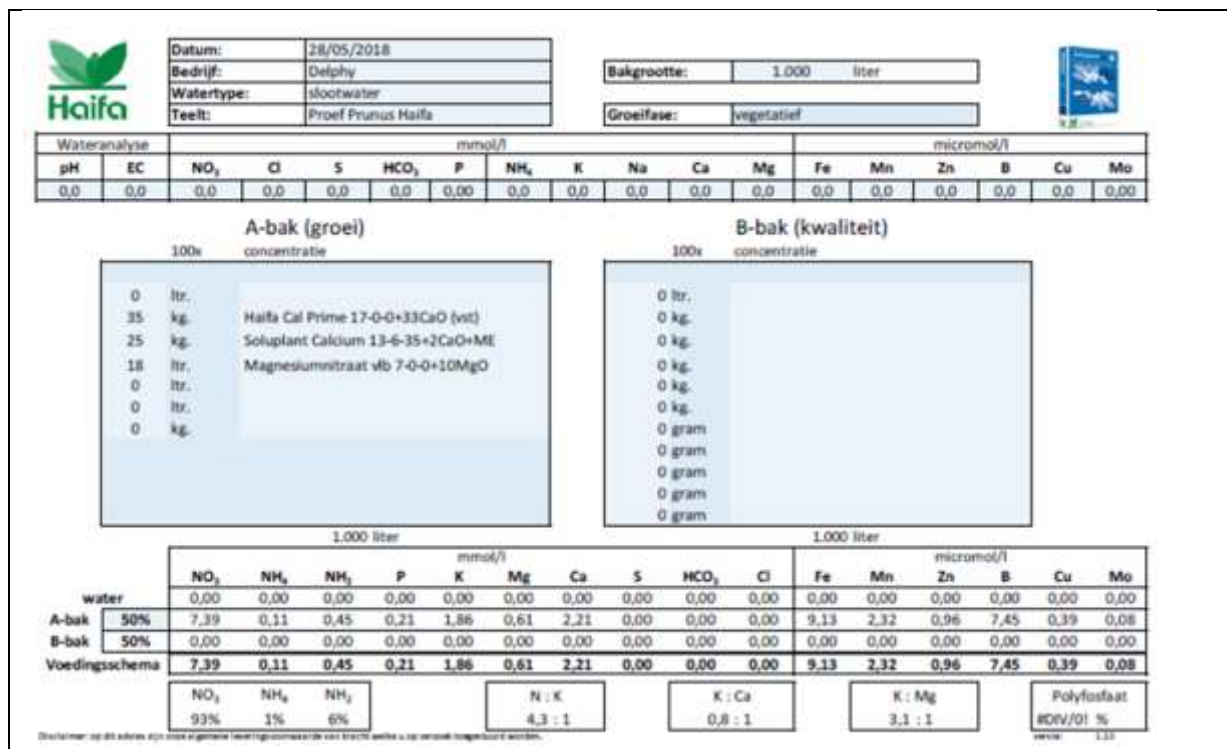 Haifa
Datum: 28/05/2018
Bedrijf: Delphy
Watertype: slootwater
Teelt: Proef Prunus Haifa
Bakgrootte: 1.000 liter
Groeifase: vegetatief
Wateranalyse mmol/l micromol/l
pH EC NO₃ Cl S HCO₃ P NH₄ K Na Ca Mg Fe Mn Zn B Cu Mo
0,0 0,0 0,0 0,0 0,0 0,0 0,00 0,0 0,0 0,0 0,0 0,0 0,0 0,0 0,0 0,0 0,0 0,00
A-bak (groei)
100x concentratie
0 ltr.
35 kg. Haifa Cal Prime 17-0-0+33CaO (vst)
25 kg. Soluplant Calcium 13-6-35+2CaO+ME
18 ltr. Magnesiumnitraat vlb 7-0-0+10MgO
0 ltr.
0 ltr.
0 kg.
B-bak (kwaliteit)
100x concentratie
0 ltr.
0 kg.
0 kg.
0 kg.
0 kg.
0 kg.
0 gram
0 gram
0 gram
0 gram
0 gram
1.000 liter 1.000 liter
mmol/l micromol/l
NO₃ NH₄ NH₂ P K Mg Ca S HCO₃ Cl Fe Mn Zn B Cu Mo
water 0,00 0,00 0,00 0,00 0,00 0,00 0,00 0,00 0,00 0,00 0,00 0,00 0,00 0,00 0,00 0,00
A-bak 50% 7,39 0,11 0,45 0,21 1,86 0,61 2,21 0,00 0,00 0,00 9,13 2,32 0,96 7,45 0,39 0,08
B-bak 50% 0,00 0,00 0,00 0,00 0,00 0,00 0,00 0,00 0,00 0,00 0,00 0,00 0,00 0,00 0,00 0,00
Voedingsschema 7,39 0,11 0,45 0,21 1,86 0,61 2,21 0,00 0,00 0,00 9,13 2,32 0,96 7,45 0,39 0,08
NO₃ NH₄ NH₂ N : K K : Ca K : Mg Polyfosfaat
93% 1% 6% 4,3 : 1 0,8 : 1 3,1 : 1 #DIV/0! %
Disclaimer: op dit advies zijn onze algemene leveringsvoorwaarden van kracht welke u op verzoek toegestuurd worden.
versie: